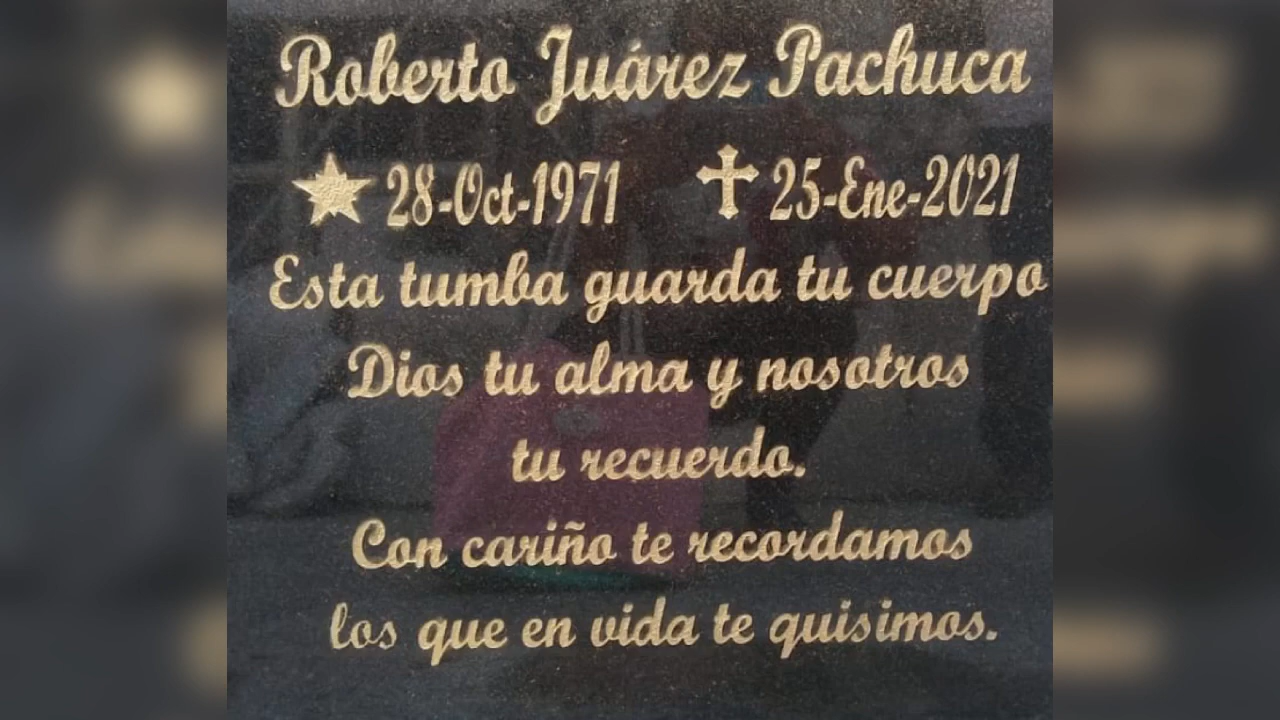 Roberto Juárez Pachuca
28-Oct-1971 25-Ene-2021
Esta tumba guarda tu cuerpo
Dios tu alma y nosotros
tu recuerdo.
Con cariño te recordamos
los que en vida te quisimos.